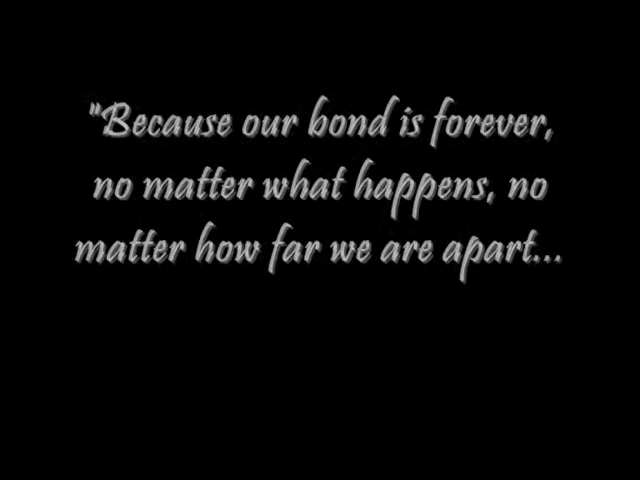 "Because our bond is forever,
no matter what happens, no
matter how far we are apart...